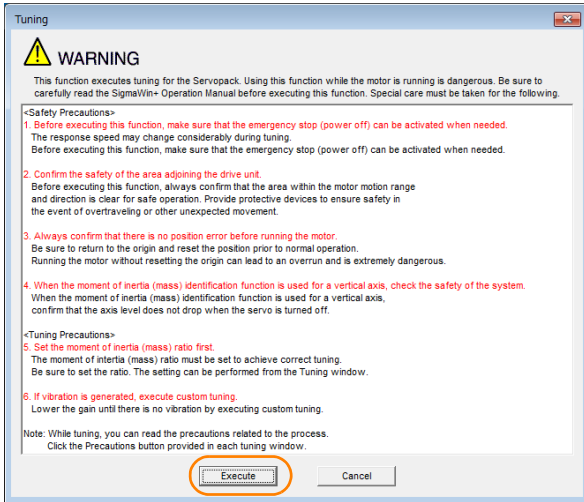 Tuning
WARNING
This function executes tuning for the Servopack. Using this function while the motor is running is dangerous. Be sure to
carefully read the SigmaWin+ Operation Manual before executing this function. Special care must be taken for the following.
<Safety Precautions>
1. Before executing this function, make sure that the emergency stop (power off) can be activated when needed.
The response speed may change considerably during tuning.
Before executing this function, make sure that the emergency stop (power off) can be activated when needed.
2. Confirm the safety of the area adjoining the drive unit.
Before executing this function, always confirm that the area within the motor motion range
and direction is clear for safe operation. Provide protective devices to ensure safety in
the event of overtraveling or other unexpected movement.
3. Always confirm that there is no position error before running the motor.
Be sure to return to the origin and reset the position prior to normal operation.
Running the motor without resetting the origin can lead to an overrun and is extremely dangerous.
4. When the moment of inertia (mass) identification function is used for a vertical axis, check the safety of the system.
When the moment of inertia (mass) identification function is used for a vertical axis,
confirm that the axis level does not drop when the servo is turned off.
<Tuning Precautions>
5. Set the moment of inertia (mass) ratio first.
The moment of intertia (mass) ratio must be set to achieve correct tuning.
Be sure to set the ratio. The setting can be performed from the Tuning window.
6. If vibration is generated, execute custom tuning.
Lower the gain until there is no vibration by executing custom tuning.
Note: While tuning, you can read the precautions related to the process.
Click the Precautions button provided in each tuning window.
Execute Cancel